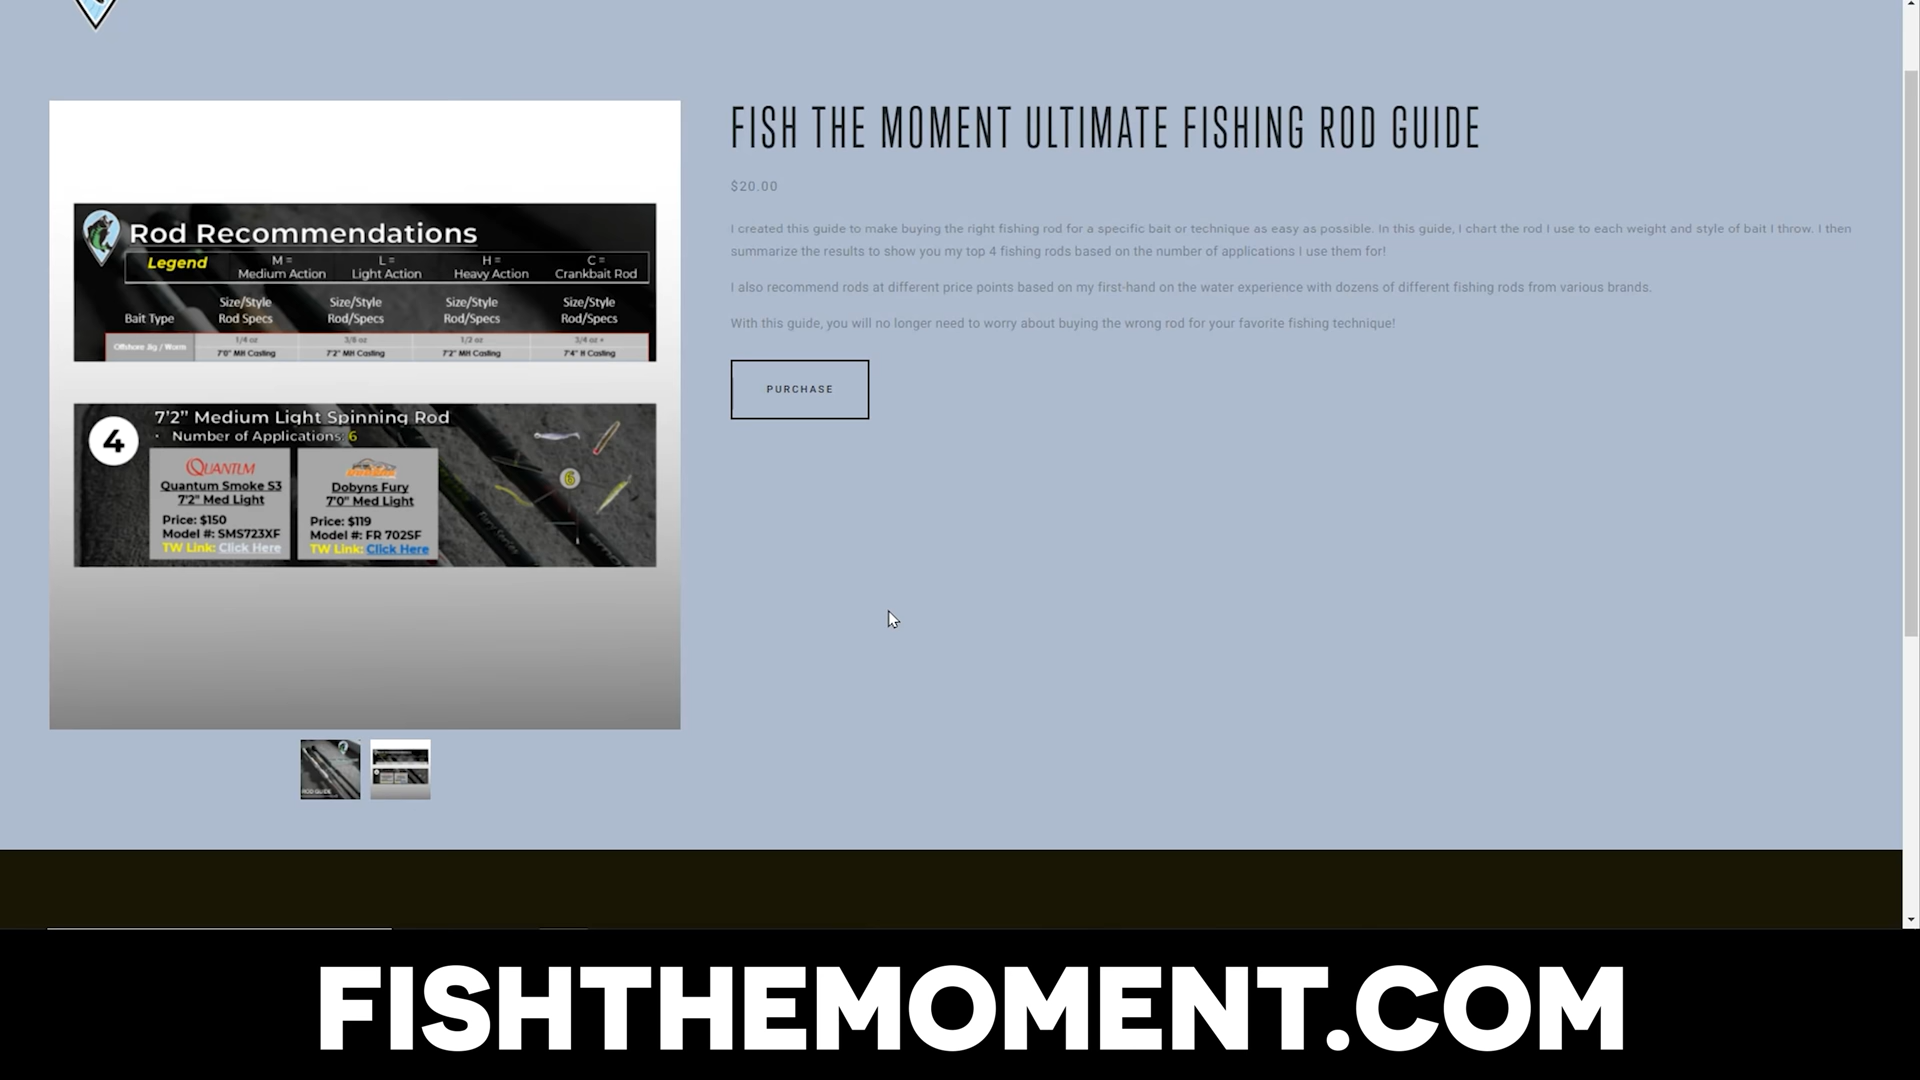 FISH THE MOMENT ULTIMATE FISHING ROD GUIDE
$20.00
I created this guide to make buying the right fishing rod for a specific bait or technique as easy as possible. In this guide, I chart the rod I use to each weight and style of bait I throw. I then
summarize the results to show you my top 4 fishing rods based on the number of applications I use them for!
I also recommend rods at different price points based on my first-hand on the water experience with dozens of different fishing rods from various brands.
With this guide, you will no longer need to worry about buying the wrong rod for your favorite fishing technique!
PURCHASE
Rod Recommendations
Legend
M =
Medium Action
L =
Light Action
H =
Heavy Action
C =
Crankbait Rod
Bait Type
Size/Style
Rod Specs
Size/Style
Rod/Specs
Size/Style
Rod/Specs
Size/Style
Rod/Specs
Offshore Jig / Worm
1/4 oz
7'0" MH Casting
3/8 oz
7'2" MH Casting
1/2 oz
7'2" MH Casting
3/4 oz +
7'4" H Casting
4
7'2" Medium Light Spinning Rod
· Number of Applications: 6
QUANTUM
Quantum Smoke S3
7'2" Med Light
Price: $150
Model #: SMS723XF
TW Link: Click Here
Dobyns Fury
7'0" Med Light
Price: $119
Model #: FR 702SF
TW Link: Click Here
6
ROD GUIDE
FISHTHEMOMENT.COM